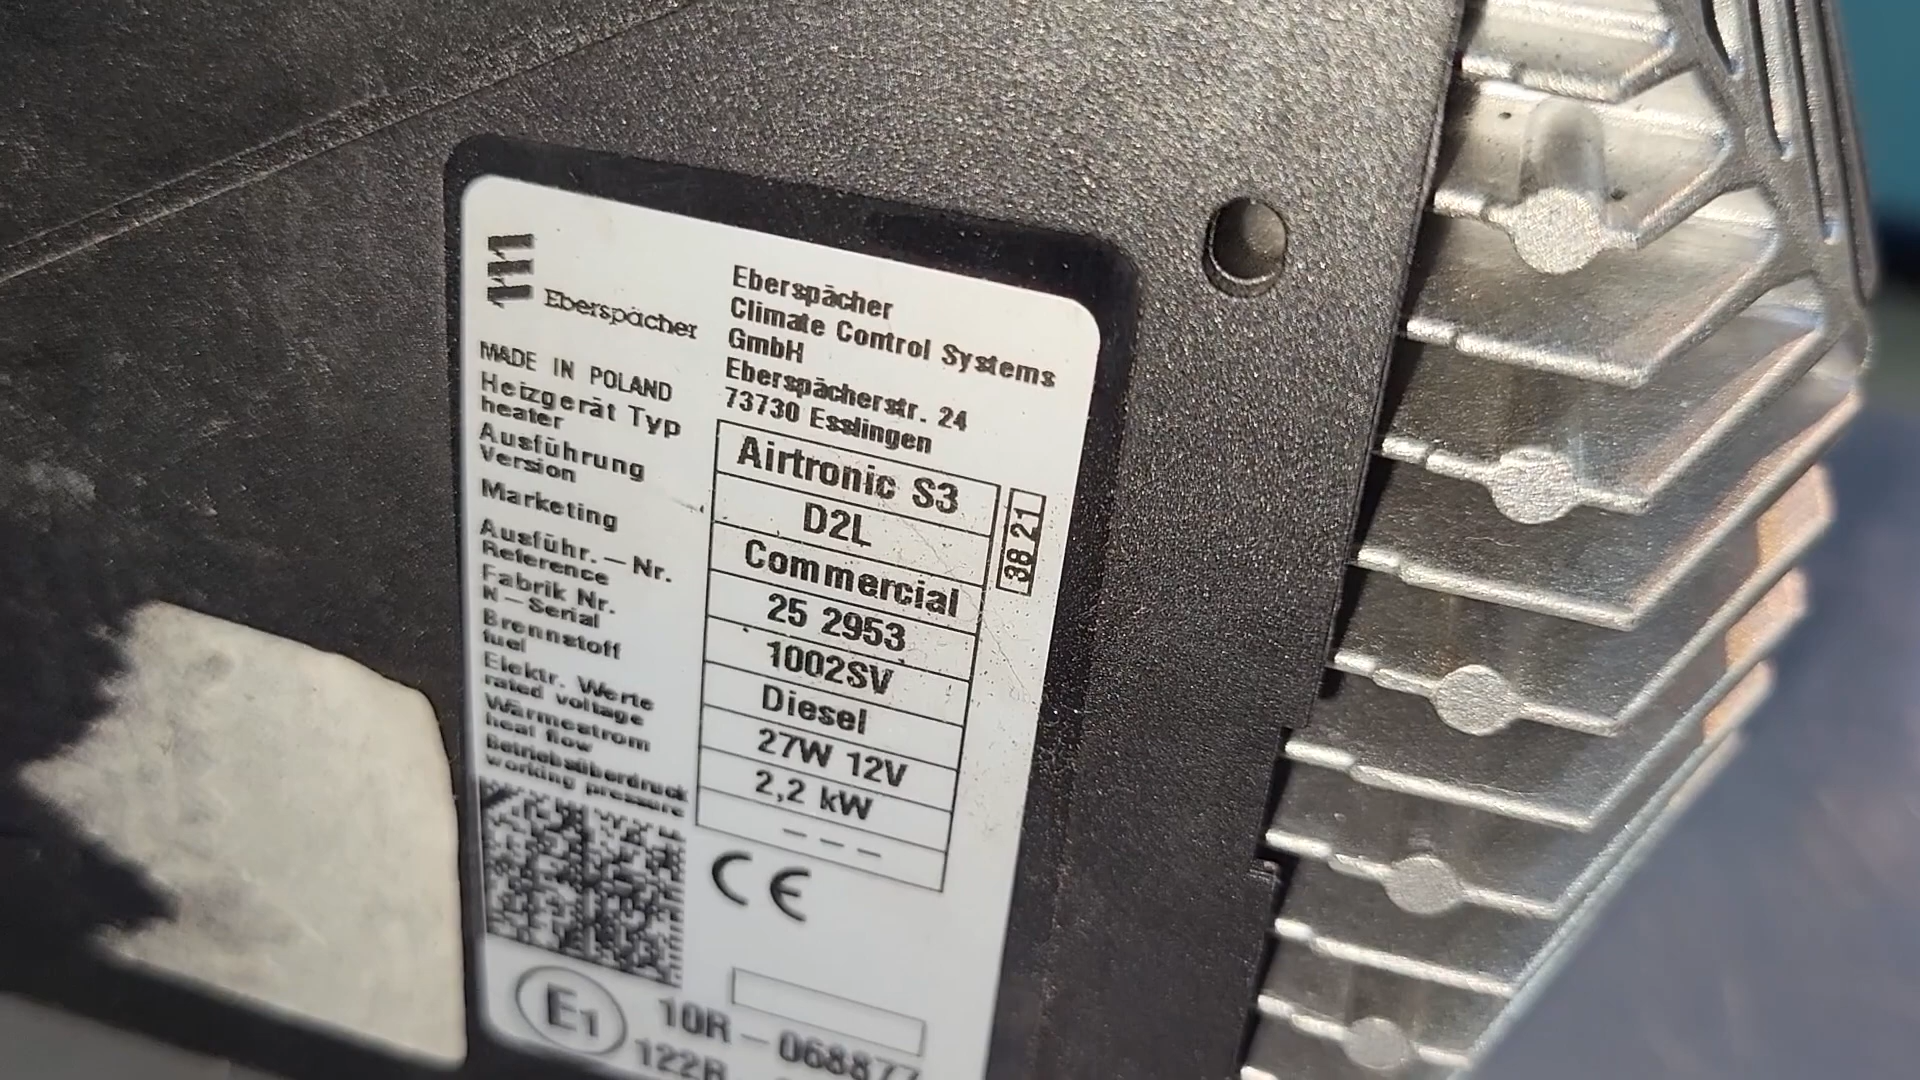 Eberspächer
Eberspächer
Climate Control Systems
GmbH
Eberspächerstr. 24
73730 Esslingen
MADE IN POLAND
Heizgerät Typ
heater
Airtronic S3
38 21
Ausführung
Version
D2L
Marketing
Commercial
Ausführ.-Nr.
Reference
25 2953
Fabrik Nr.
N-Serial
1002SV
Brennstoff
fuel
Diesel
Elektr. Werte
rated voltage
27W 12V
Wärmestrom
heat flow
2,2 kW
Betriebsüberdruck
working pressure
---
CE
E1
10R-068877
122R